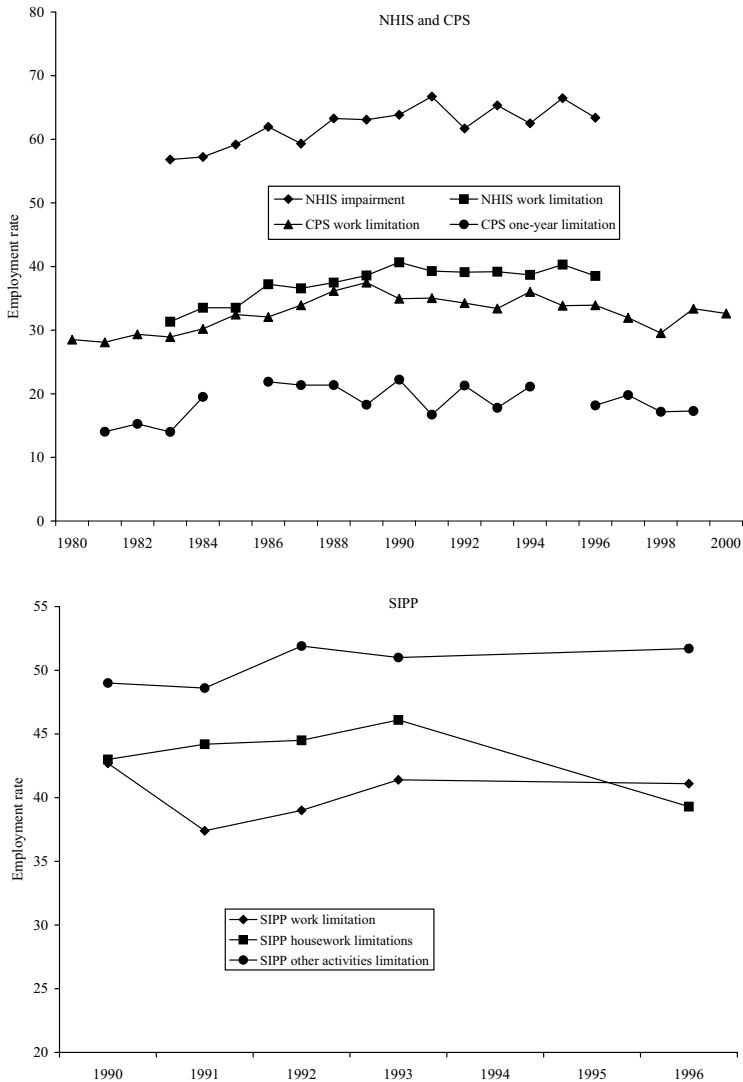 NHIS and CPS
Employment rate
80
70
60
50
40
30
20
10
0
NHIS impairment NHIS work limitation
CPS work limitation CPS one-year limitation
1980 1982 1984 1986 1988 1990 1992 1994 1996 1998 2000
SIPP
Employment rate
55
50
45
40
35
30
25
20
SIPP work limitation
SIPP housework limitations
SIPP other activities limitation
1990 1991 1992 1993 1994 1995 1996